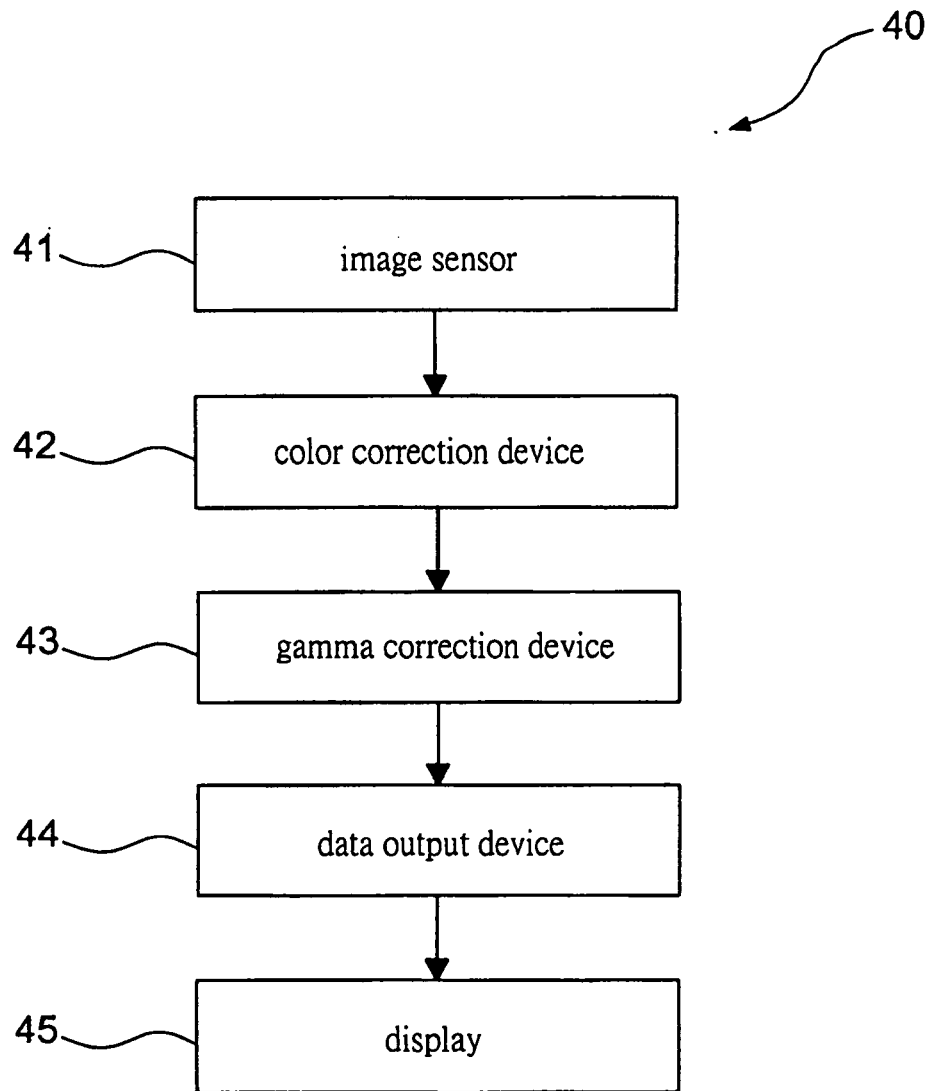 40
41 image sensor
42 color correction device
43 gamma correction device
44 data output device
45 display